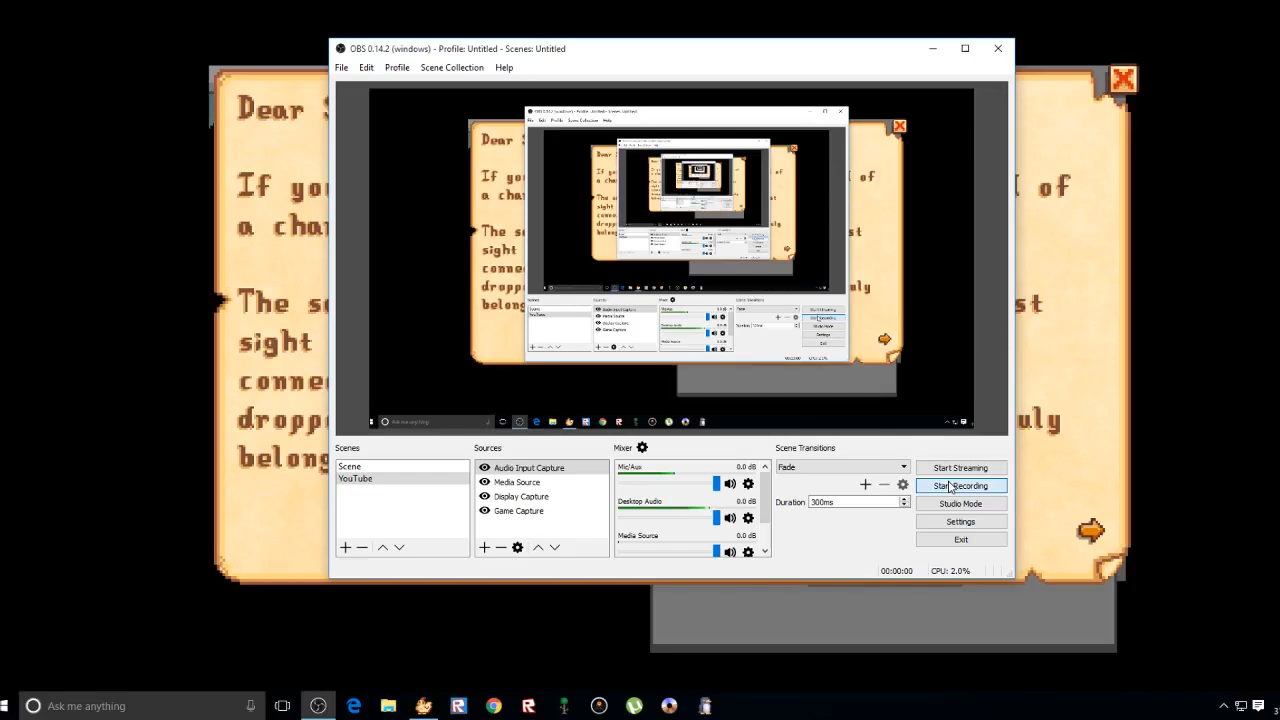 OBS 0.14.2 (windows) - Profile: Untitled - Scenes: Untitled
File Edit Profile Scene Collection Help
Dear
If you of
a cha
The s st
sight
conne
droppe uly
belong
Scenes
Scene
YouTube
Sources
Audio Input Capture
Media Source
Display Capture
Game Capture
Mixer
Mic/Aux 0.0 dB
Desktop Audio 0.0 dB
Media Source 0.0 dB
Scene Transitions
Fade
Duration 300ms
Start Streaming
Start Recording
Studio Mode
Settings
Exit
00:00:00 CPU: 2.0%
Ask me anything